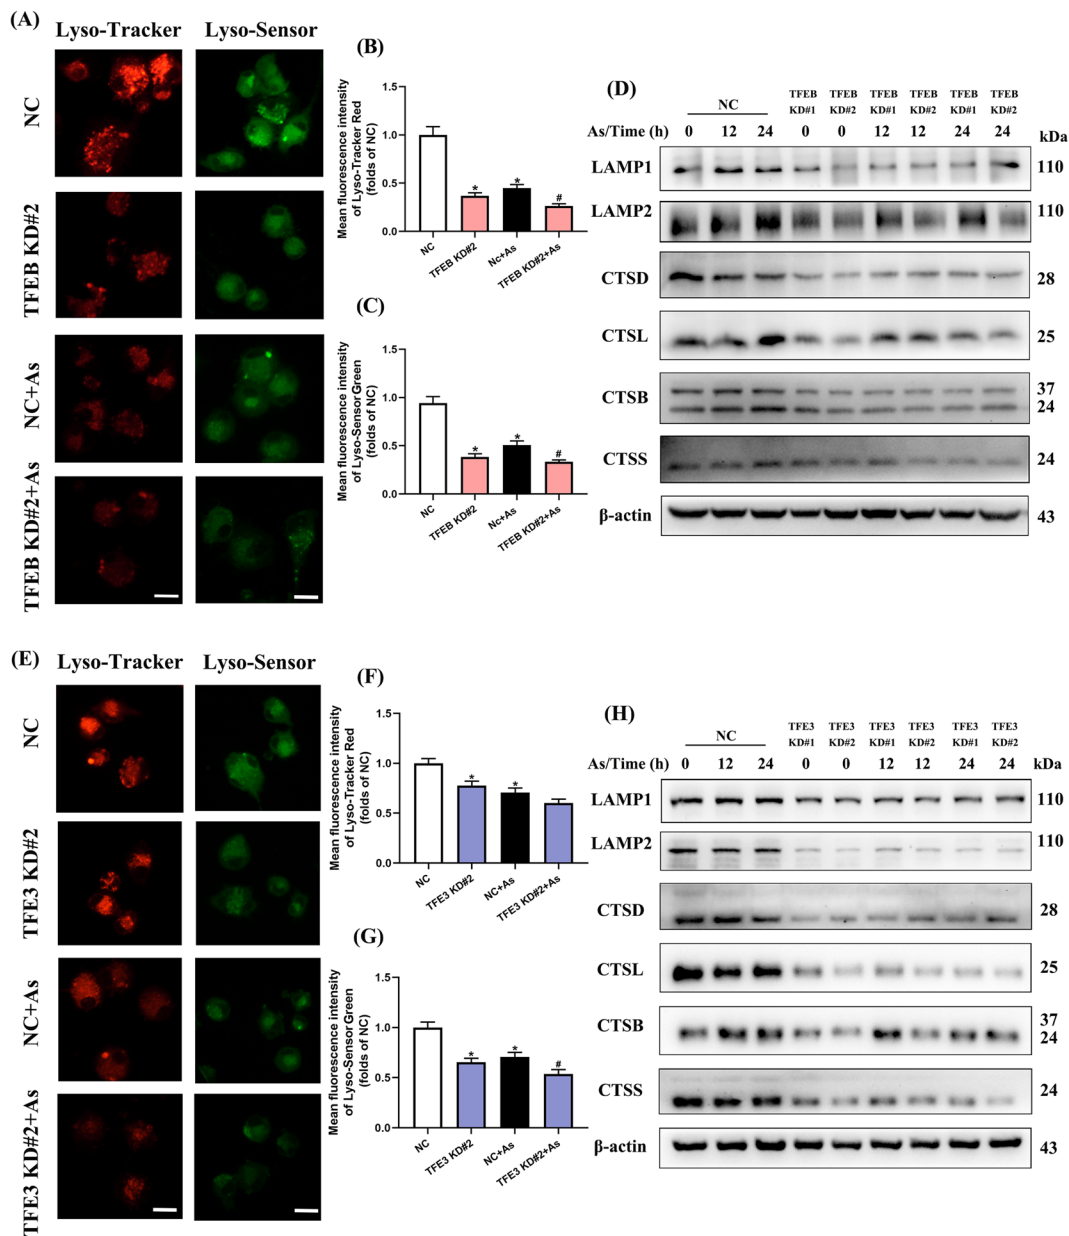 (A)
Lyso-Tracker Lyso-Sensor
NC
TFEB KD#2
NC+As
TFEB KD#2+As
(B)
Mean fluorescence intensity
of Lyso-Tracker Red
(folds of NC)
1.5
1.0
0.5
0.0
* * #
NC TFEB KD#2 Nc+As TFEB KD#2+As
(C)
Mean fluorescence intensity
of Lyso-Sensor Green
(folds of NC)
1.5
1.0
0.5
0.0
* * #
NC TFEB KD#2 Nc+As TFEB KD#2+As
(D)
NC TFEB KD#1 TFEB KD#2 TFEB KD#1 TFEB KD#2 TFEB KD#1 TFEB KD#2
As/Time (h) 0 12 24 0 0 12 12 24 24 kDa
LAMP1 110
LAMP2 110
CTSD 28
CTSL 25
CTSB 37
24
CTSS 24
β-actin 43
(E)
Lyso-Tracker Lyso-Sensor
NC
TFE3 KD#2
NC+As
TFE3 KD#2+As
(F)
Mean fluorescence intensity
of Lyso-Tracker Red
(folds of NC)
1.5
1.0
0.5
0.0
* *
NC TFE3 KD#2 NC+As TFE3 KD#2+As
(G)
Mean fluorescence intensity
of Lyso-Sensor Green
(folds of NC)
1.5
1.0
0.5
0.0
* * #
NC TFE3 KD#2 NC+As TFE3 KD#2+As
(H)
NC TFE3 KD#1 TFE3 KD#2 TFE3 KD#1 TFE3 KD#2 TFE3 KD#1 TFE3 KD#2
As/Time (h) 0 12 24 0 0 12 12 24 24 kDa
LAMP1 110
LAMP2 110
CTSD 28
CTSL 25
CTSB 37
24
CTSS 24
β-actin 43